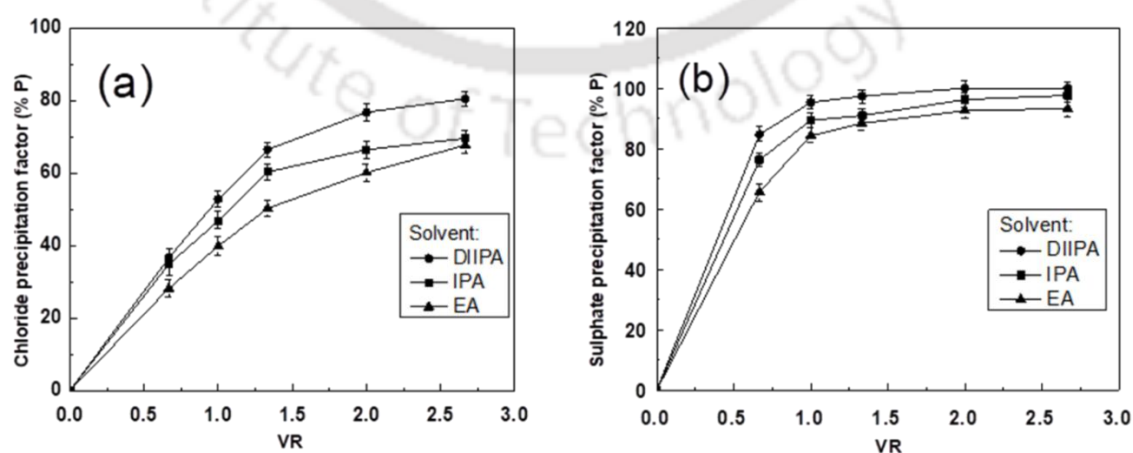 itute of Technology
(a)
Chloride precipitation factor (% P)
100
80
60
40
20
0
0.0 0.5 1.0 1.5 2.0 2.5 3.0
VR
Solvent:
DIIPA
IPA
EA
(b)
Sulphate precipitation factor (% P)
120
100
80
60
40
20
0
0.0 0.5 1.0 1.5 2.0 2.5 3.0
VR
Solvent:
DIIPA
IPA
EA